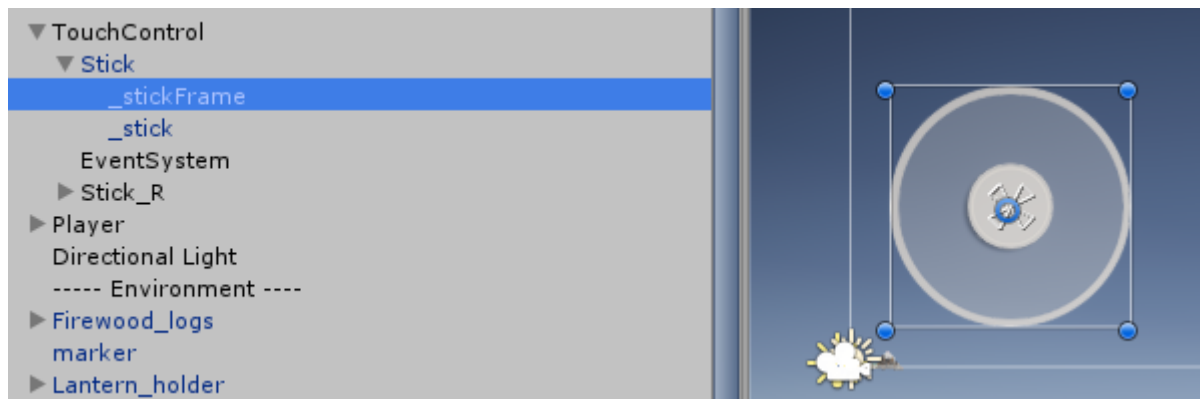 TouchControl
Stick
_stickFrame
_stick
EventSystem
Stick_R
Player
Directional Light
----- Environment ----
Firewood_logs
marker
Lantern_holder